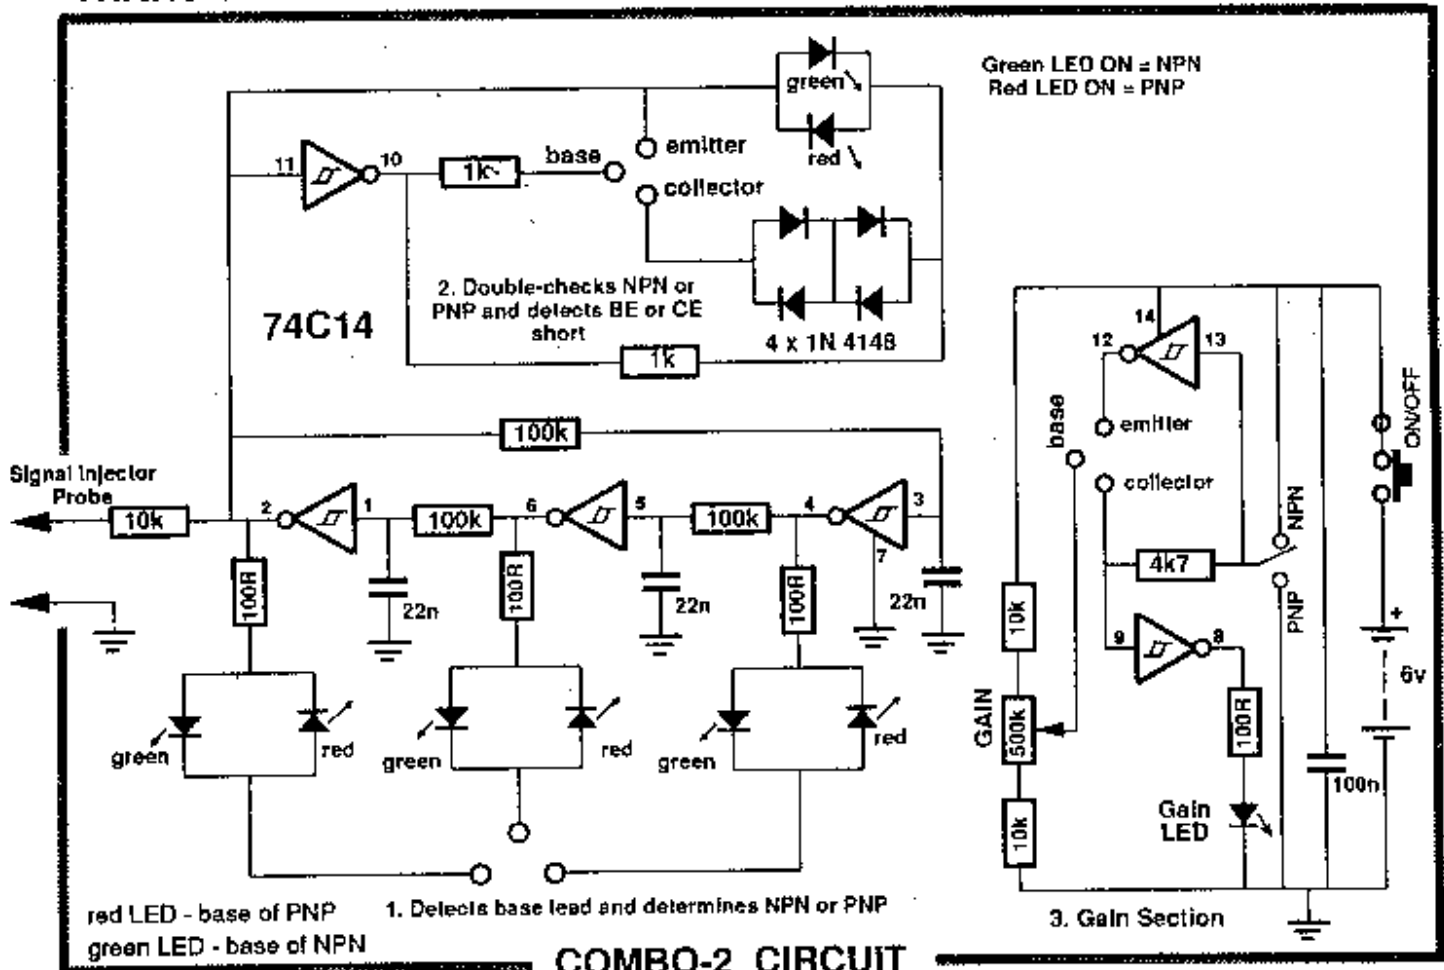 Green LED ON = NPN
Red LED ON = PNP
green
red
11
10
1k
base
emitter
collector
2. Double-checks NPN or
PNP and detects BE or CE
short
74C14
4 x 1N 4148
1k
100k
Signal Injector
Probe
10k
2
1
100k
6
5
100k
4
3
7
100R
22n
100R
22n
100R
22n
green
red
green
red
green
red
red LED - base of PNP
green LED - base of NPN
1. Detects base lead and determines NPN or PNP
14
12
13
base
emitter
collector
ON/OFF
NPN
4k7
PNP
10k
9
8
+
6v
GAIN
500k
100R
100n
10k
Gain
LED
3. Gain Section
COMBO-2 CIRCUIT